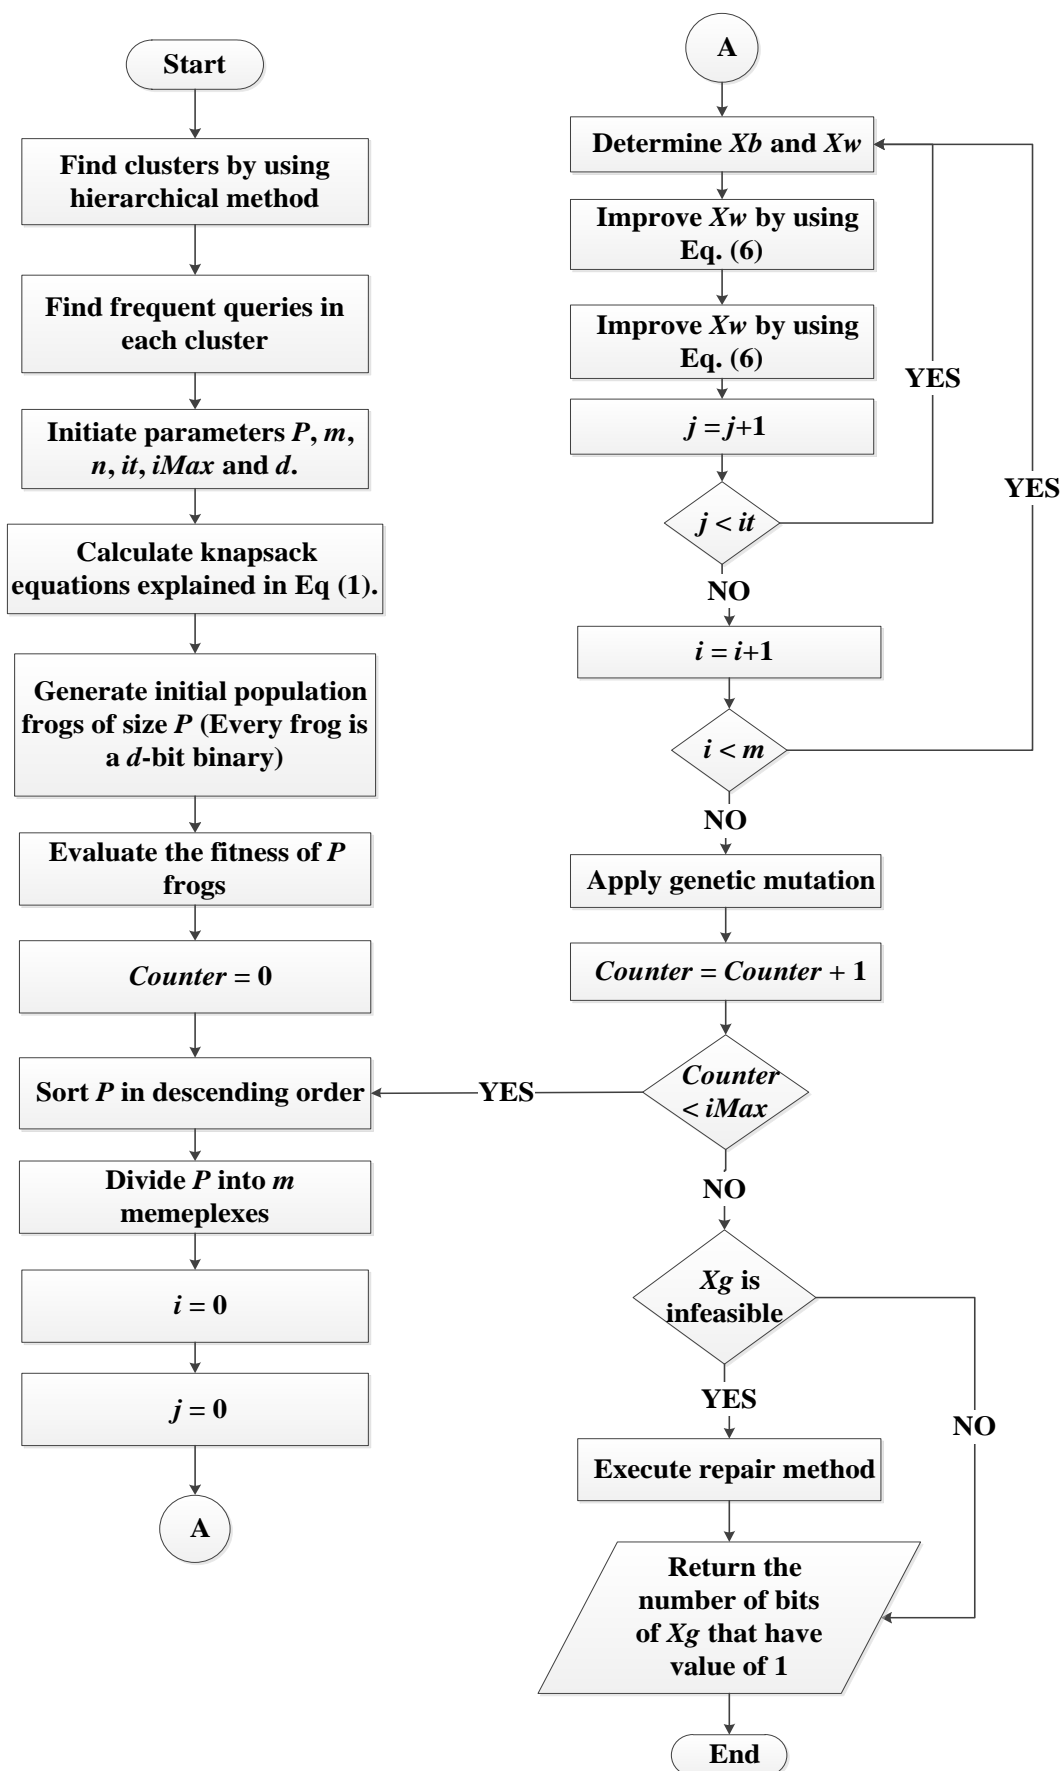 Start
Find clusters by using
hierarchical method
Find frequent queries in
each cluster
Initiate parameters P, m,
n, it, iMax and d.
Calculate knapsack
equations explained in Eq (1).
Generate initial population
frogs of size P (Every frog is
a d-bit binary)
Evaluate the fitness of P
frogs
Counter = 0
Sort P in descending order
Divide P into m
memeplexes
i = 0
j = 0
A
A
Determine Xb and Xw
Improve Xw by using
Eq. (6)
Improve Xw by using
Eq. (6)
j = j+1
j < it
YES
NO
i = i+1
i < m
YES
NO
Apply genetic mutation
Counter = Counter + 1
Counter
< iMax
YES
NO
Xg is
infeasible
YES
NO
Execute repair method
Return the
number of bits
of Xg that have
value of 1
End